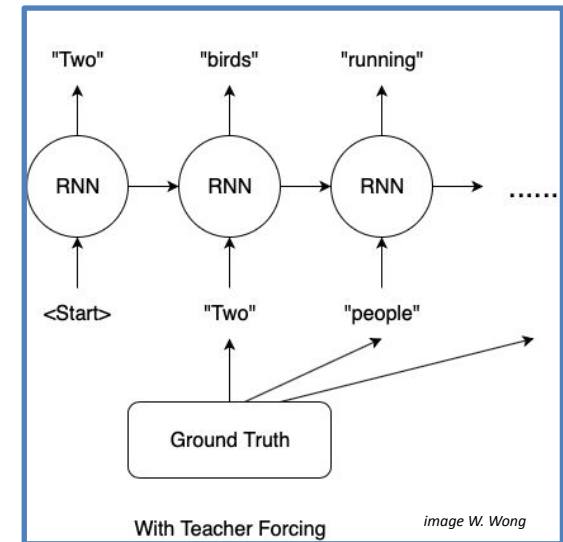 "Two" "birds" "running"
RNN RNN RNN ......
<Start> "Two" "people"
Ground Truth
With Teacher Forcing
image W. Wong